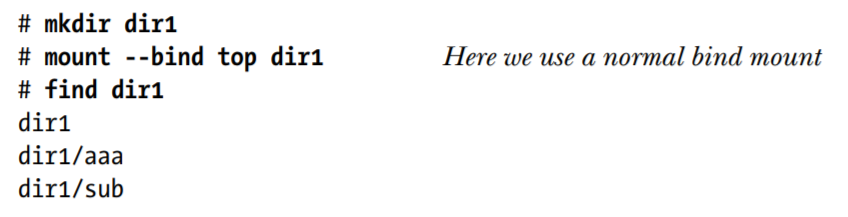 # mkdir dir1
# mount --bind top dir1 Here we use a normal bind mount
# find dir1
dir1
dir1/aaa
dir1/sub